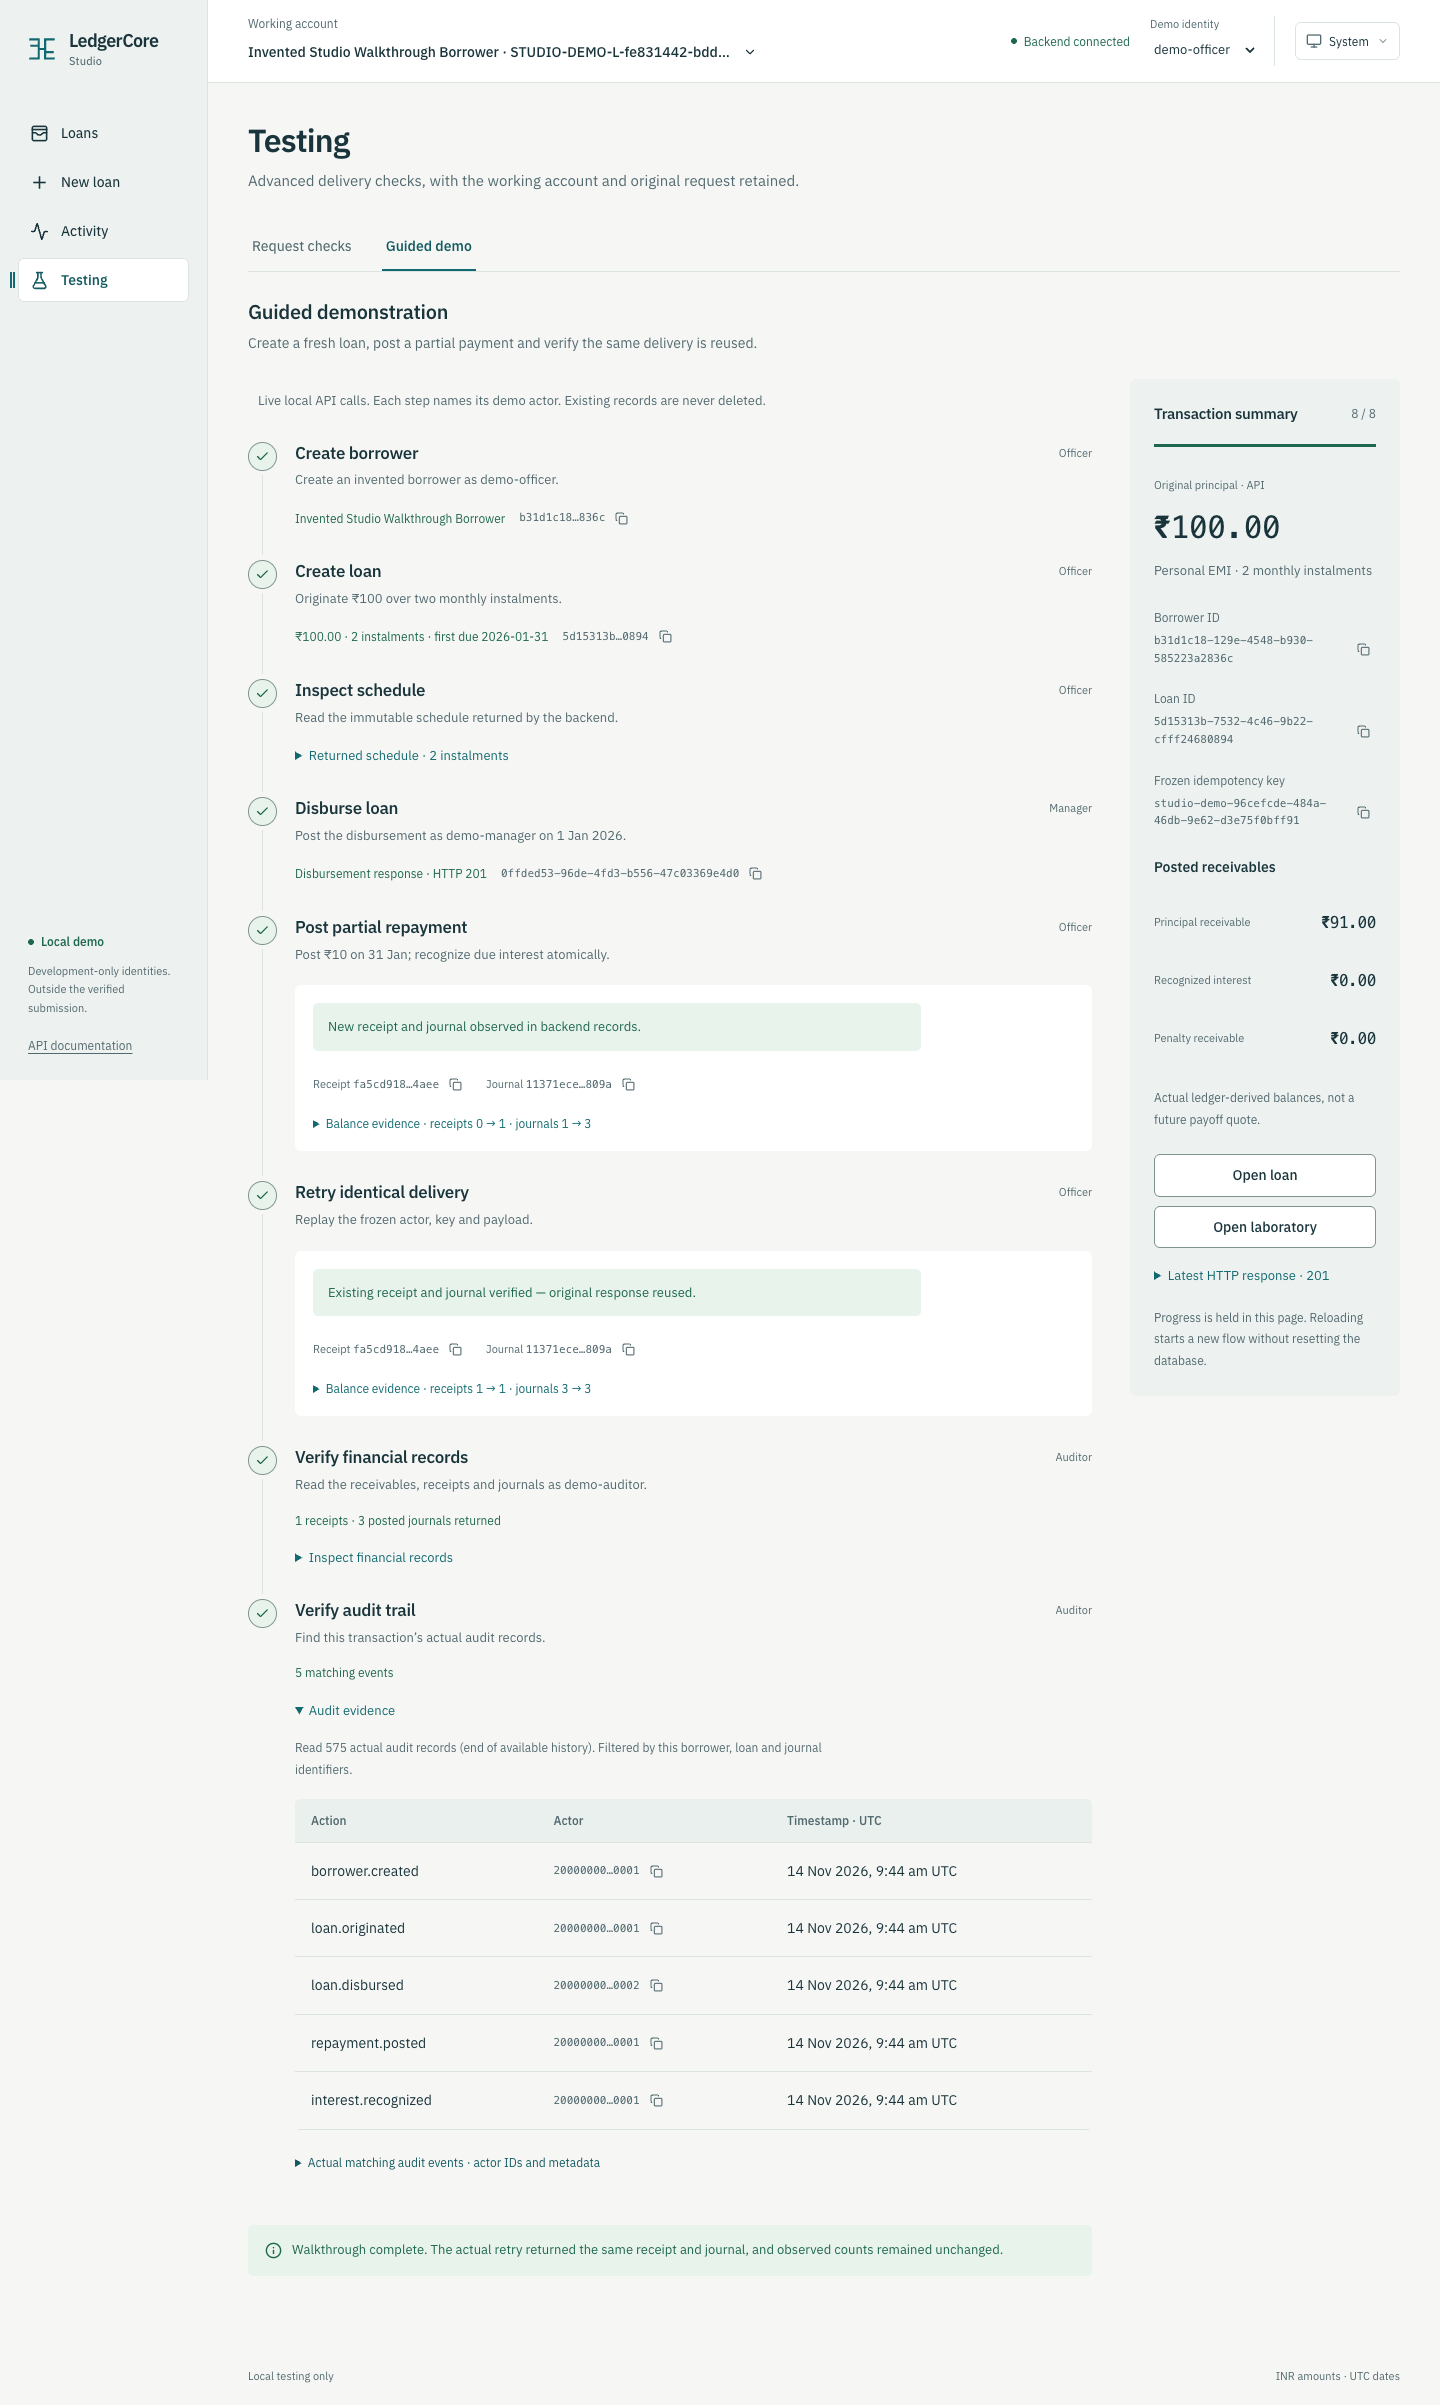 LedgerCore
Studio
Loans
New loan
Activity
Testing
Local demo
Development-only identities.
Outside the verified
submission.
API documentation
Working account
Invented Studio Walkthrough Borrower · STUDIO-DEMO-L-fe831442-bdd...
Backend connected
Demo identity
demo-officer
System
Testing
Advanced delivery checks, with the working account and original request retained.
Request checks
Guided demo
Guided demonstration
Create a fresh loan, post a partial payment and verify the same delivery is reused.
Live local API calls. Each step names its demo actor. Existing records are never deleted.
Create borrower
Officer
Create an invented borrower as demo-officer.
Invented Studio Walkthrough Borrower b31d1c18…836c
Create loan
Officer
Originate ₹100 over two monthly instalments.
₹100.00 · 2 instalments · first due 2026-01-31 5d15313b…0894
Inspect schedule
Officer
Read the immutable schedule returned by the backend.
Returned schedule · 2 instalments
Disburse loan
Manager
Post the disbursement as demo-manager on 1 Jan 2026.
Disbursement response · HTTP 201 0ffded53-96de-4fd3-b556-47c03369e4d0
Post partial repayment
Officer
Post ₹10 on 31 Jan; recognize due interest atomically.
New receipt and journal observed in backend records.
Receipt fa5cd918…4aee Journal 11371ece…809a
Balance evidence · receipts 0 → 1 · journals 1 → 3
Retry identical delivery
Officer
Replay the frozen actor, key and payload.
Existing receipt and journal verified — original response reused.
Receipt fa5cd918…4aee Journal 11371ece…809a
Balance evidence · receipts 1 → 1 · journals 3 → 3
Verify financial records
Auditor
Read the receivables, receipts and journals as demo-auditor.
1 receipts · 3 posted journals returned
Inspect financial records
Verify audit trail
Auditor
Find this transaction’s actual audit records.
5 matching events
Audit evidence
Read 575 actual audit records (end of available history). Filtered by this borrower, loan and journal
identifiers.
Action Actor Timestamp · UTC
borrower.created 20000000…0001 14 Nov 2026, 9:44 am UTC
loan.originated 20000000…0001 14 Nov 2026, 9:44 am UTC
loan.disbursed 20000000…0002 14 Nov 2026, 9:44 am UTC
repayment.posted 20000000…0001 14 Nov 2026, 9:44 am UTC
interest.recognized 20000000…0001 14 Nov 2026, 9:44 am UTC
Actual matching audit events · actor IDs and metadata
Walkthrough complete. The actual retry returned the same receipt and journal, and observed counts remained unchanged.
Transaction summary 8 / 8
Original principal · API
₹100.00
Personal EMI · 2 monthly instalments
Borrower ID
b31d1c18-129e-4548-b930-
585223a2836c
Loan ID
5d15313b-7532-4c46-9b22-
cfff24680894
Frozen idempotency key
studio-demo-96cefcde-484a-
46db-9e62-d3e75f0bff91
Posted receivables
Principal receivable ₹91.00
Recognized interest ₹0.00
Penalty receivable ₹0.00
Actual ledger-derived balances, not a
future payoff quote.
Open loan
Open laboratory
Latest HTTP response · 201
Progress is held in this page. Reloading
starts a new flow without resetting the
database.
Local testing only
INR amounts · UTC dates